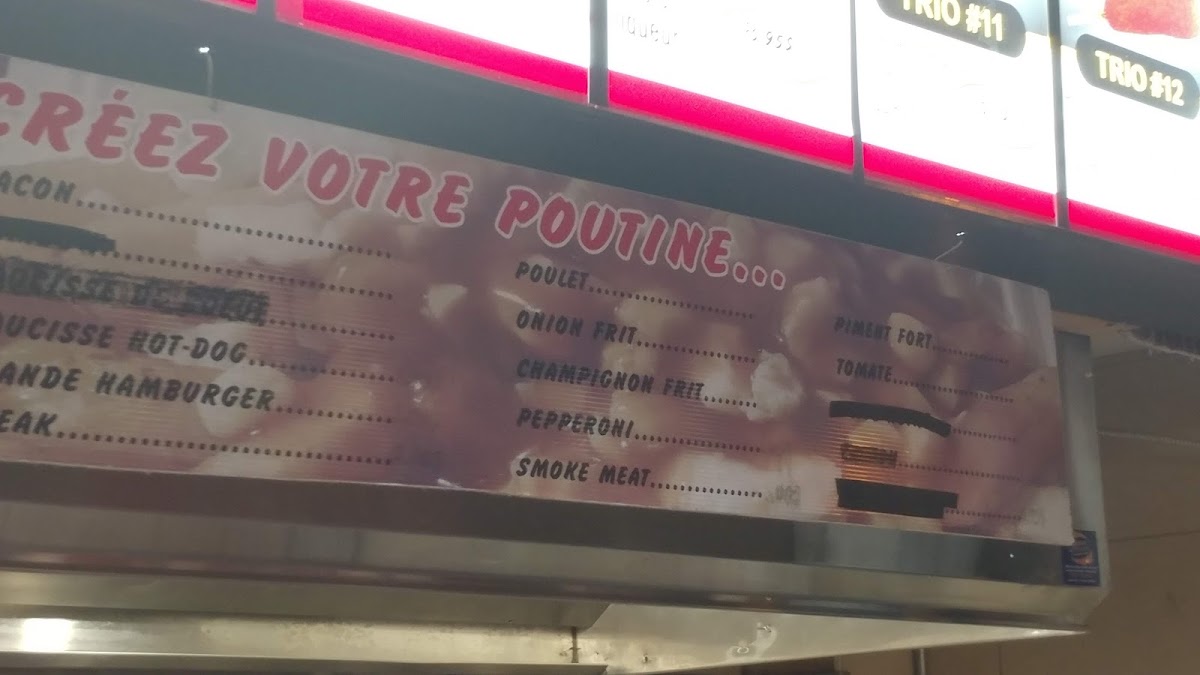 TRIO #11
TRIO #12
CRÉEZ VOTRE POUTINE...
ACON
UCISSE HOT-DOG
ANDE HAMBURGER
EAK
POULET
ONION FRIT
CHAMPIGNON FRIT
PEPPERONI
SMOKE MEAT
PIMENT FORT
TOMATE